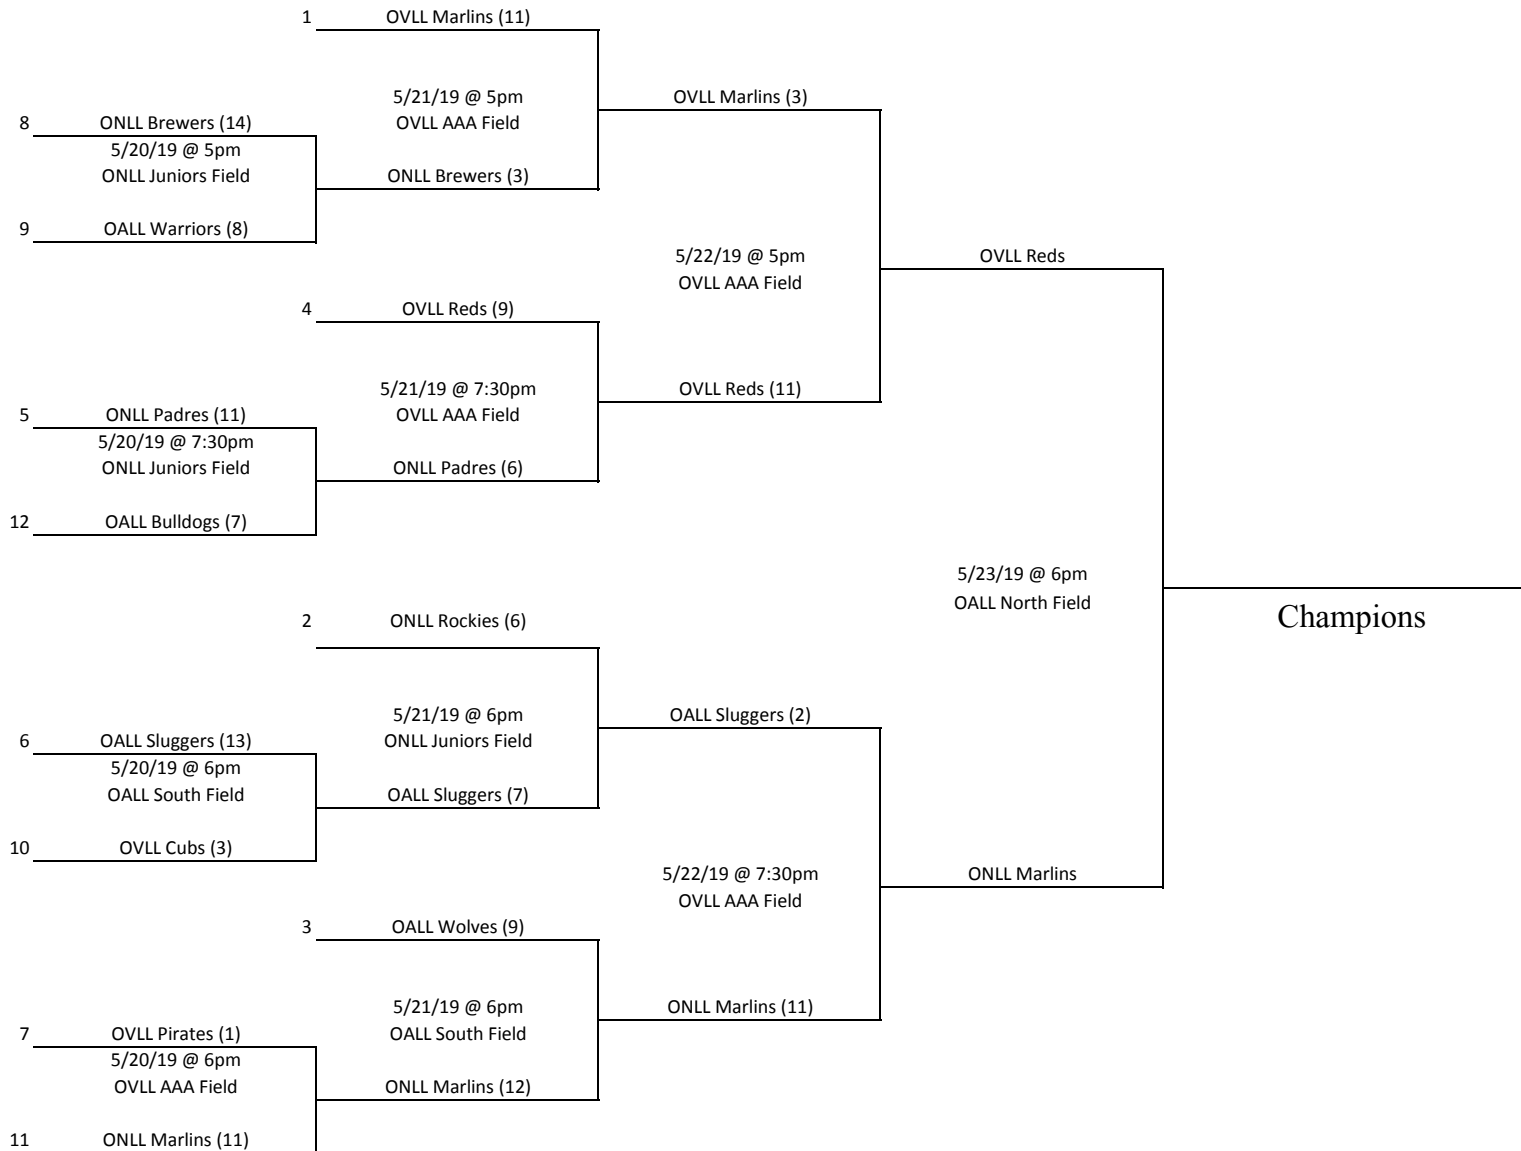 1 OVLL Marlins (11)
5/21/19 @ 5pm
OVLL AAA Field
OVLL Marlins (3)
8 ONLL Brewers (14)
5/20/19 @ 5pm
ONLL Juniors Field
ONLL Brewers (3)
9 OALL Warriors (8)
5/22/19 @ 5pm
OVLL AAA Field
OVLL Reds
4 OVLL Reds (9)
5/21/19 @ 7:30pm
OVLL AAA Field
OVLL Reds (11)
5 ONLL Padres (11)
5/20/19 @ 7:30pm
ONLL Juniors Field
ONLL Padres (6)
12 OALL Bulldogs (7)
5/23/19 @ 6pm
OALL North Field
Champions
2 ONLL Rockies (6)
5/21/19 @ 6pm
ONLL Juniors Field
OALL Sluggers (2)
6 OALL Sluggers (13)
5/20/19 @ 6pm
OALL South Field
OALL Sluggers (7)
10 OVLL Cubs (3)
5/22/19 @ 7:30pm
OVLL AAA Field
ONLL Marlins
3 OALL Wolves (9)
5/21/19 @ 6pm
OALL South Field
ONLL Marlins (11)
7 OVLL Pirates (1)
5/20/19 @ 6pm
OVLL AAA Field
ONLL Marlins (12)
11 ONLL Marlins (11)